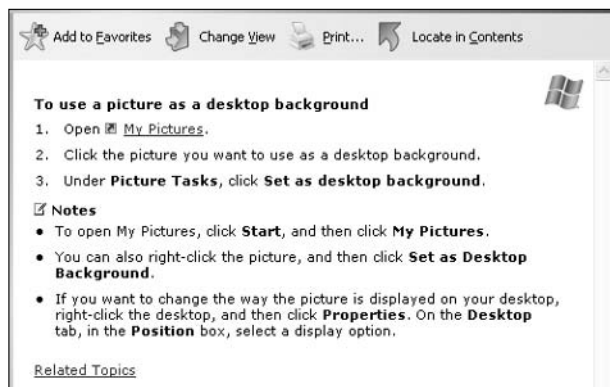 Add to Favorites Change View Print... Locate in Contents
To use a picture as a desktop background
1. Open My Pictures.
2. Click the picture you want to use as a desktop background.
3. Under Picture Tasks, click Set as desktop background.
Notes
• To open My Pictures, click Start, and then click My Pictures.
• You can also right-click the picture, and then click Set as Desktop
Background.
• If you want to change the way the picture is displayed on your desktop,
right-click the desktop, and then click Properties. On the Desktop
tab, in the Position box, select a display option.
Related Topics